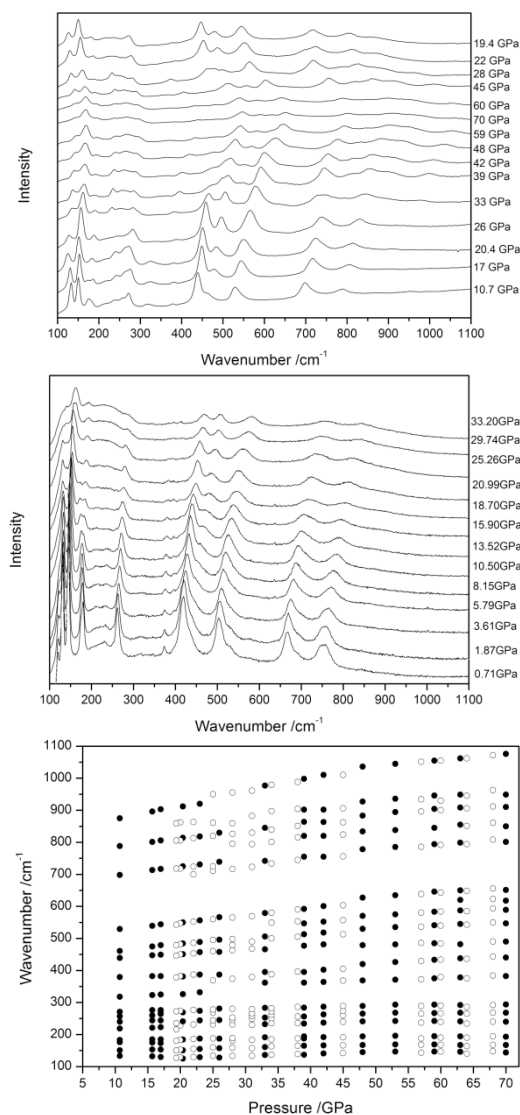 Intensity
19.4 GPa
22 GPa
28 GPa
45 GPa
60 GPa
70 GPa
59 GPa
48 GPa
42 GPa
39 GPa
33 GPa
26 GPa
20.4 GPa
17 GPa
10.7 GPa
100 200 300 400 500 600 700 800 900 1000 1100
Wavenumber /cm-1
Intensity
33.20GPa
29.74GPa
25.26GPa
20.99GPa
18.70GPa
15.90GPa
13.52GPa
10.50GPa
8.15GPa
5.79GPa
3.61GPa
1.87GPa
0.71GPa
100 200 300 400 500 600 700 800 900 1000 1100
Wavenumber /cm-1
Wavenumber /cm-1
1100
1000
900
800
700
600
500
400
300
200
100
5 10 15 20 25 30 35 40 45 50 55 60 65 70
Pressure /GPa